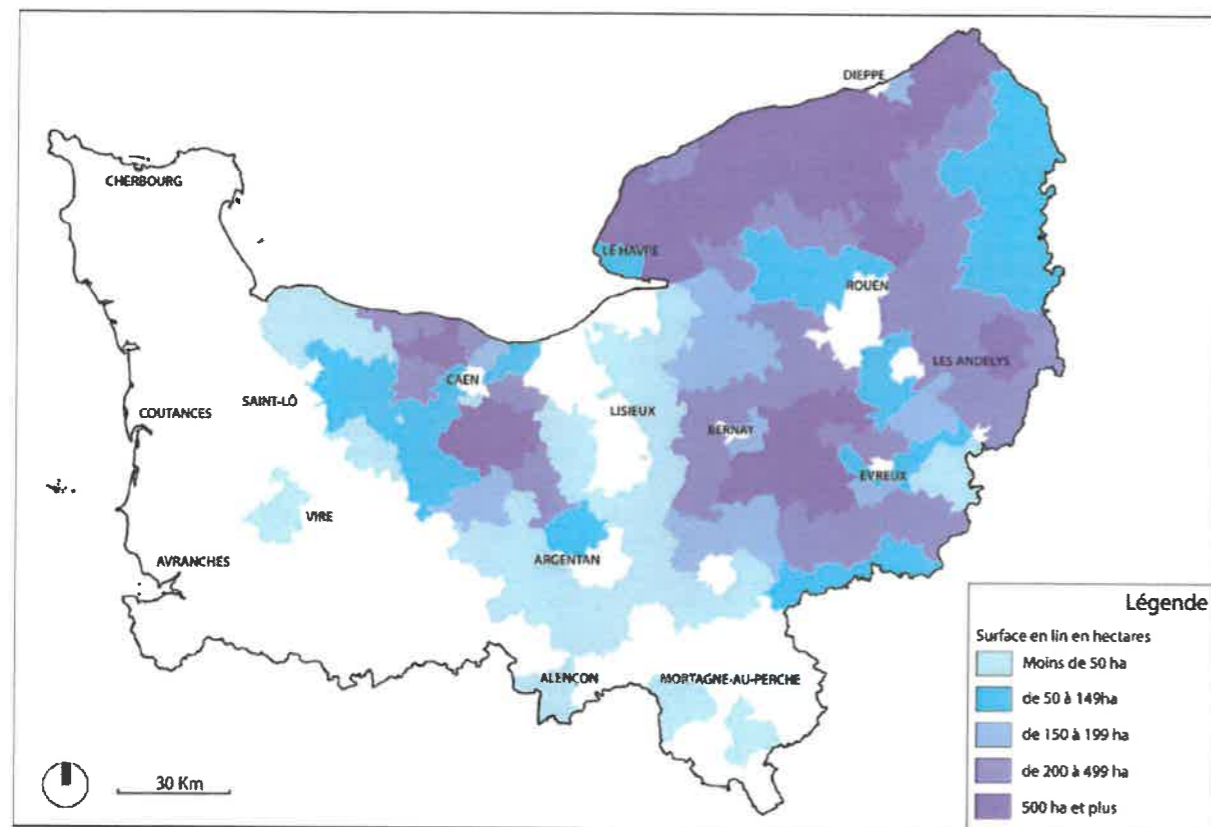 DIEPPE
CHERBOURG
LE HAVRE
ROUEN
LES ANDELYS
CAEN
SAINT-LÔ
LISIEUX
COUTANCES
BERNAY
EVREUX
VIRE
ARGENTAN
AVRANCHES
ALENÇON
MORTAGNE-AU-PERCHE
30 Km
Légende
Surface en lin en hectares
Moins de 50 ha
de 50 à 149ha
de 150 à 199 ha
de 200 à 499 ha
500 ha et plus